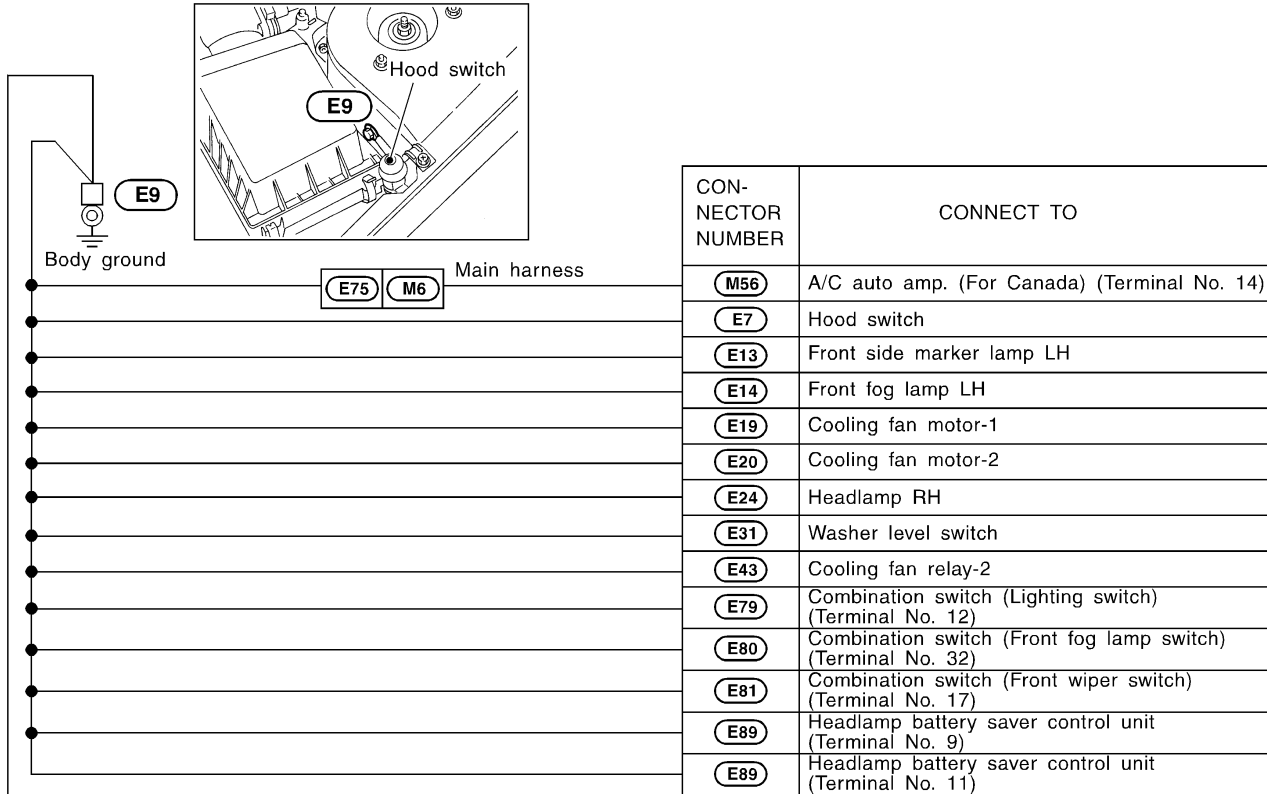 Hood switch
E9
E9
Body ground
E75 M6
Main harness
CON-
NECTOR
NUMBER
CONNECT TO
M56 A/C auto amp. (For Canada) (Terminal No. 14)
E7 Hood switch
E13 Front side marker lamp LH
E14 Front fog lamp LH
E19 Cooling fan motor-1
E20 Cooling fan motor-2
E24 Headlamp RH
E31 Washer level switch
E43 Cooling fan relay-2
E79 Combination switch (Lighting switch)
(Terminal No. 12)
E80 Combination switch (Front fog lamp switch)
(Terminal No. 32)
E81 Combination switch (Front wiper switch)
(Terminal No. 17)
E89 Headlamp battery saver control unit
(Terminal No. 9)
E89 Headlamp battery saver control unit
(Terminal No. 11)